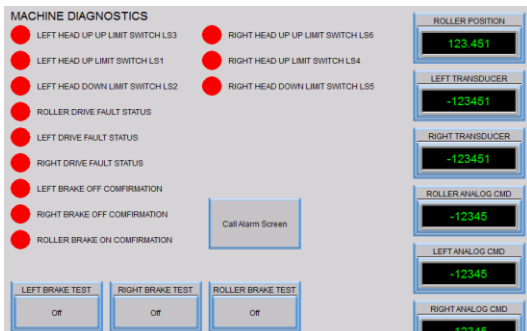 MACHINE DIAGNOSTICS
LEFT HEAD UP UP LIMIT SWITCH LS3
LEFT HEAD UP LIMIT SWITCH LS1
LEFT HEAD DOWN LIMIT SWITCH LS2
ROLLER DRIVE FAULT STATUS
LEFT DRIVE FAULT STATUS
RIGHT DRIVE FAULT STATUS
LEFT BRAKE OFF COMFIRMATION
RIGHT BRAKE OFF COMFIRMATION
ROLLER BRAKE ON COMFIRMATION
RIGHT HEAD UP UP LIMIT SWITCH LS6
RIGHT HEAD UP LIMIT SWITCH LS4
RIGHT HEAD DOWN LIMIT SWITCH LS5
Call Alarm Screen
LEFT BRAKE TEST
Off
RIGHT BRAKE TEST
Off
ROLLER BRAKE TEST
Off
ROLLER POSITION
123.451
LEFT TRANSDUCER
-123451
RIGHT TRANSDUCER
-123451
ROLLER ANALOG CMD
-12345
LEFT ANALOG CMD
-12345
RIGHT ANALOG CMD
-12345